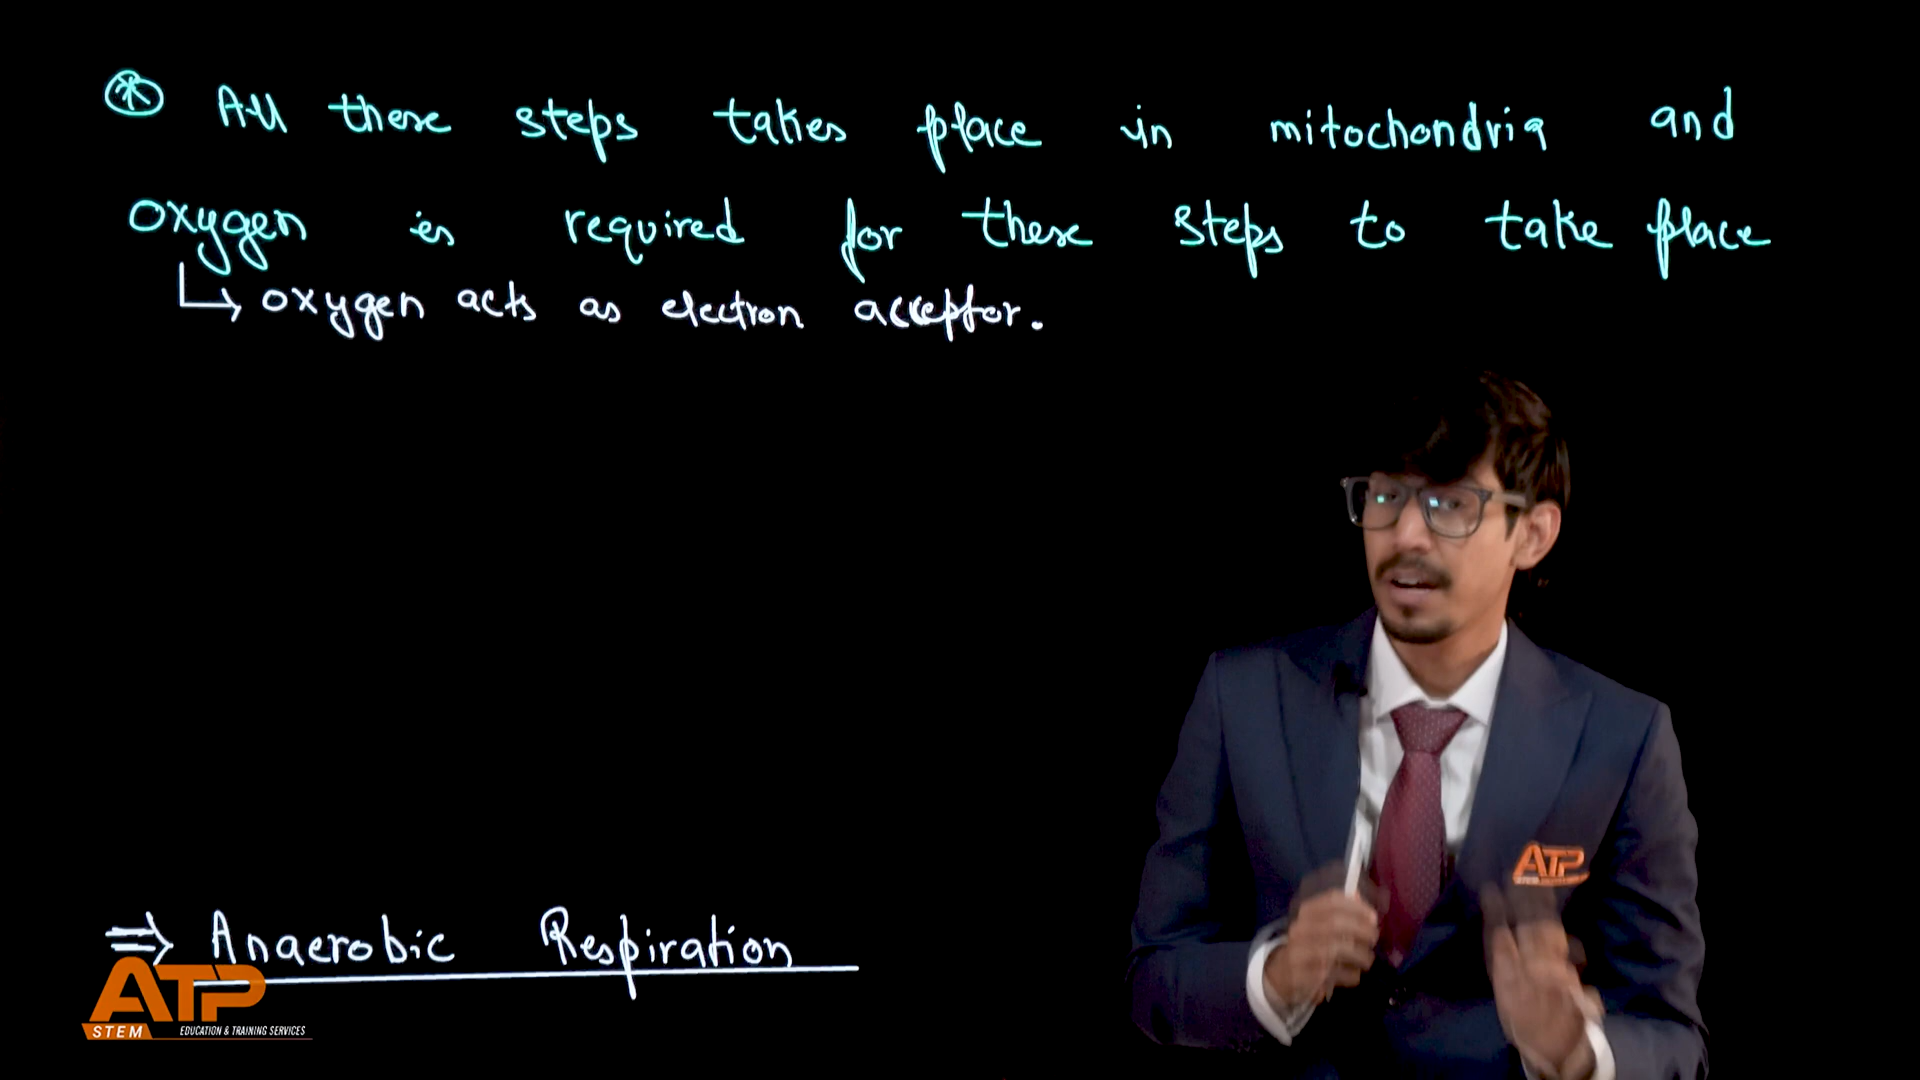 All these steps takes place in mitochondria and
oxygen is required for these steps to take place
oxygen acts as electron acceptor.
⇒ Anaerobic Respiration
ATP
STEM EDUCATION & TRAINING SERVICES
ATP